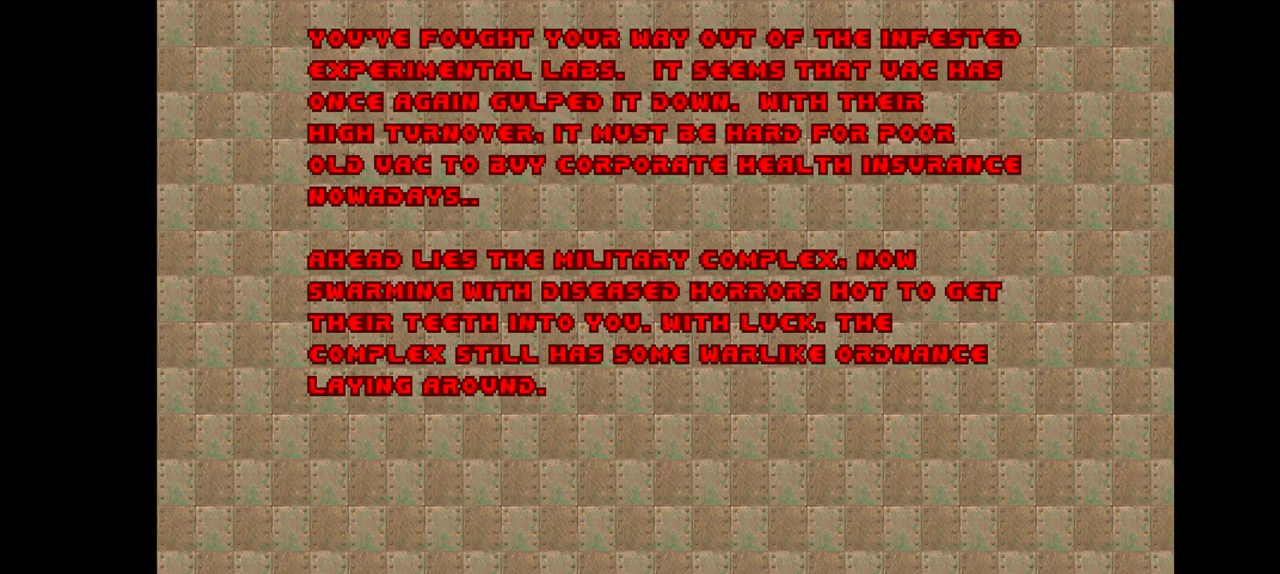 YOU'VE FOUGHT YOUR WAY OUT OF THE INFESTED
EXPERIMENTAL LABS. IT SEEMS THAT UAC HAS
ONCE AGAIN GULPED IT DOWN. WITH THEIR
HIGH TURNOVER, IT MUST BE HARD FOR POOR
OLD UAC TO BUY CORPORATE HEALTH INSURANCE
NOWADAYS..
AHEAD LIES THE MILITARY COMPLEX, NOW
SWARMING WITH DISEASED HORRORS HOT TO GET
THEIR TEETH INTO YOU. WITH LUCK, THE
COMPLEX STILL HAS SOME WARLIKE ORDNANCE
LAYING AROUND.